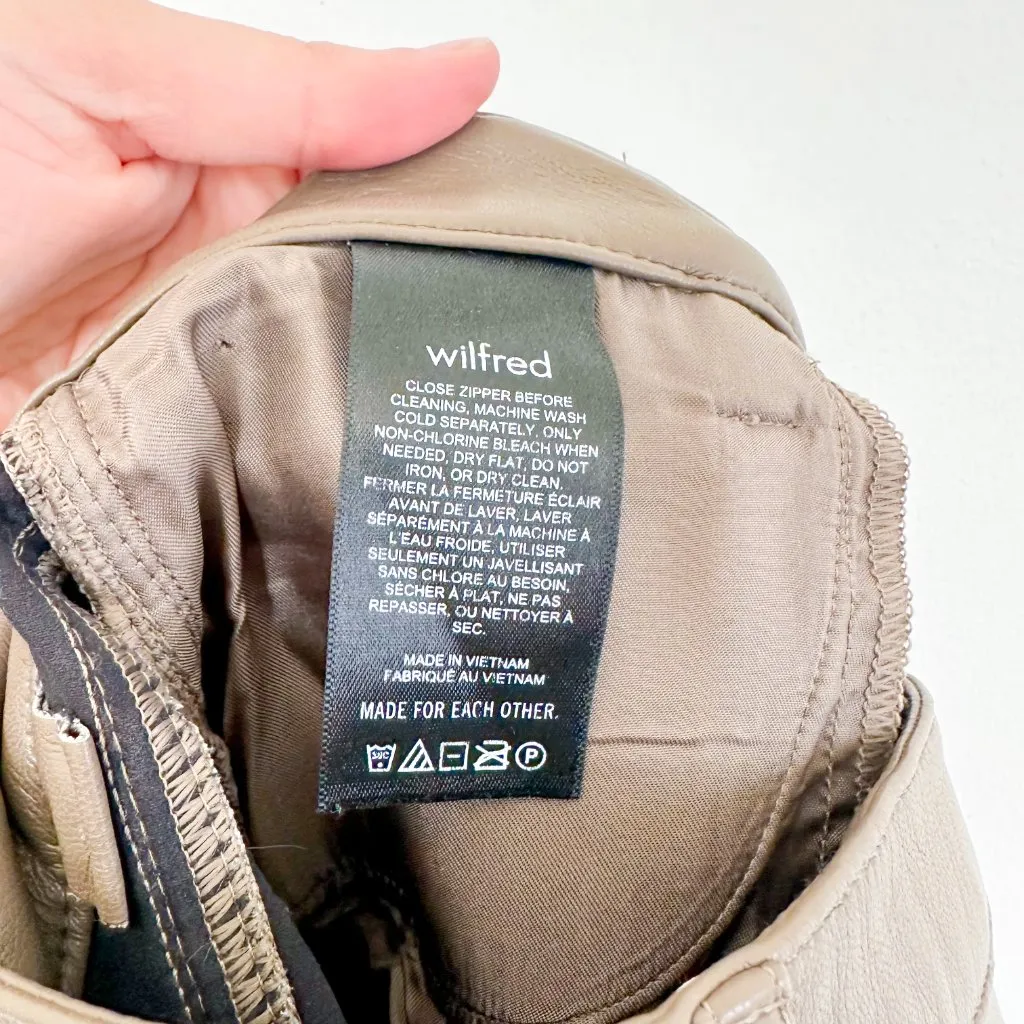 wilfred
CLOSE ZIPPER BEFORE
CLEANING, MACHINE WASH
COLD SEPARATELY, ONLY
NON-CHLORINE BLEACH WHEN
NEEDED, DRY FLAT, DO NOT
IRON, OR DRY CLEAN.
FERMER LA FERMETURE ÉCLAIR
AVANT DE LAVER, LAVER
SÉPARÉMENT À LA MACHINE À
L'EAU FROIDE, UTILISER
SEULEMENT UN JAVELLISANT
SANS CHLORE AU BESOIN,
SÉCHER À PLAT, NE PAS
REPASSER, OU NETTOYER À
SEC.
MADE IN VIETNAM
FABRIQUÉ AU VIETNAM
MADE FOR EACH OTHER.
30C P